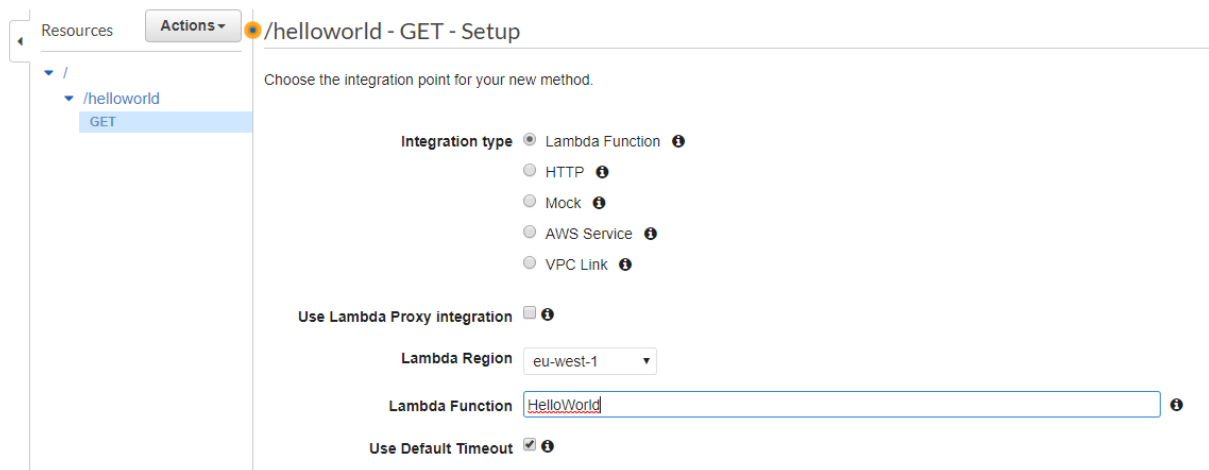 Resources
Actions
/helloworld - GET - Setup
/
/helloworld
GET
Choose the integration point for your new method.
Integration type Lambda Function
HTTP
Mock
AWS Service
VPC Link
Use Lambda Proxy integration
Lambda Region eu-west-1
Lambda Function HelloWorld
Use Default Timeout